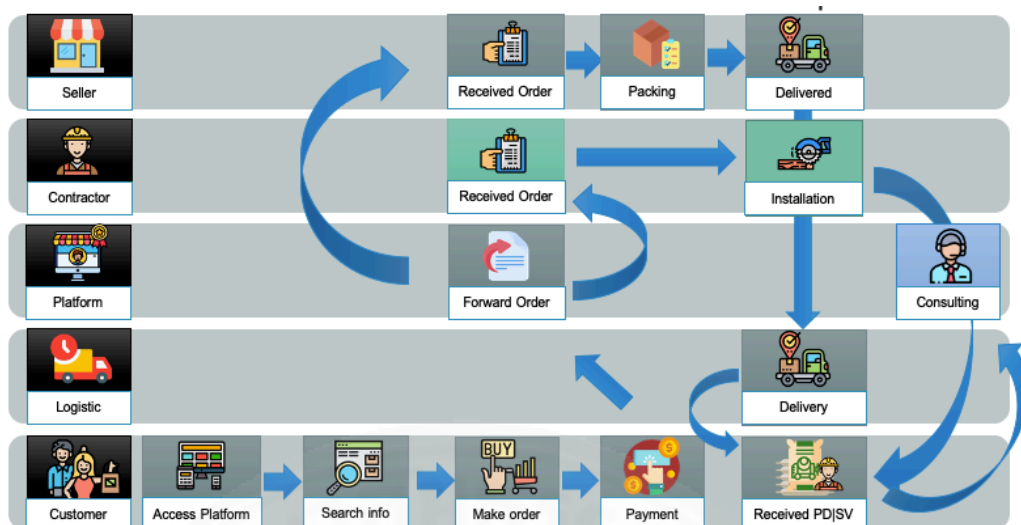 Seller
Received Order
Packing
Delivered
Contractor
Received Order
Installation
Platform
Forward Order
Consulting
Logistic
Delivery
BUY
Customer
Access Platform
Search info
Make order
Payment
Received PD|SV